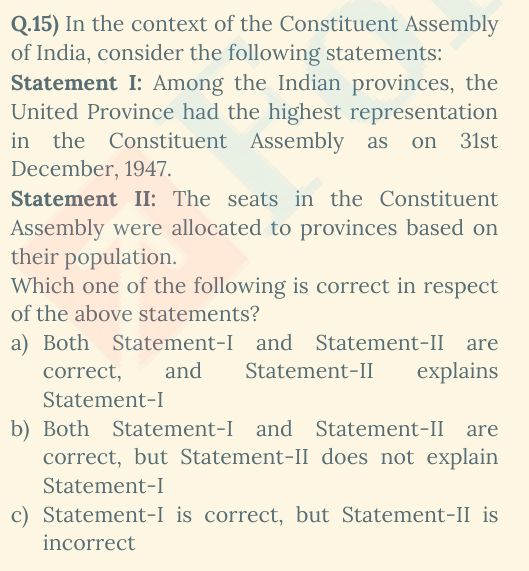 Q.15) In the context of the Constituent Assembly
of India, consider the following statements:
Statement I: Among the Indian provinces, the
United Province had the highest representation
in the Constituent Assembly as on 31st
December, 1947.
Statement II: The seats in the Constituent
Assembly were allocated to provinces based on
their population.
Which one of the following is correct in respect
of the above statements?
a) Both Statement-I and Statement-II are
correct, and Statement-II explains
Statement-I
b) Both Statement-I and Statement-II are
correct, but Statement-II does not explain
Statement-I
c) Statement-I is correct, but Statement-II is
incorrect